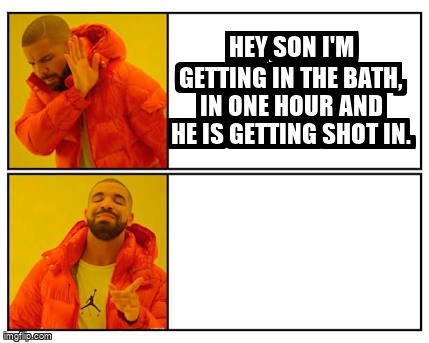 HEY SON I'M
GETTING IN THE BATH,
IN ONE HOUR AND
HE IS GETTING SHOT IN.
imgflip.com